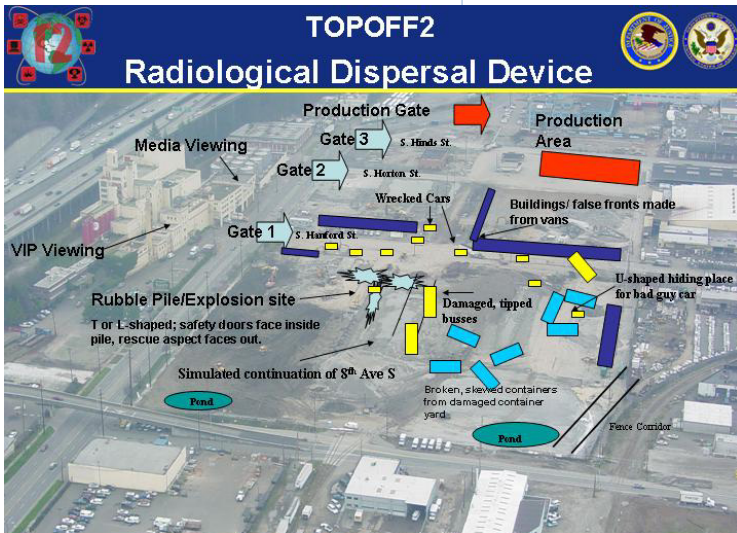 TOPOFF2
Radiological Dispersal Device
T2
Production Gate
Production
Area
Gate 3
S. Hinds St.
Media Viewing
Gate 2
S. Horton St.
Wrecked Cars
Buildings/ false fronts made
from vans
Gate 1
S. Hanford St.
VIP Viewing
U-shaped hiding place
for bad guy car
Rubble Pile/Explosion site
Damaged, tipped
busses
T or L-shaped; safety doors face inside
pile, rescue aspect faces out.
Simulated continuation of 8th Ave S
Broken, skewed containers
from damaged container
yard
Pond
Pond
Fence Corridor